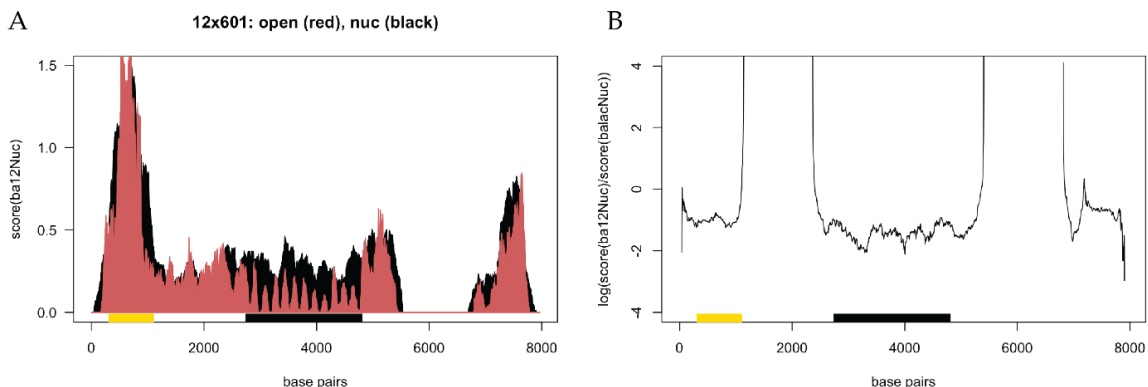 A
12x601: open (red), nuc (black)
score(ba12Nuc)
1.5
1.0
0.5
0.0
0 2000 4000 6000 8000
base pairs
B
log(score(ba12Nuc)/score(balacNuc))
4
2
0
-2
-4
0 2000 4000 6000 8000
base pairs